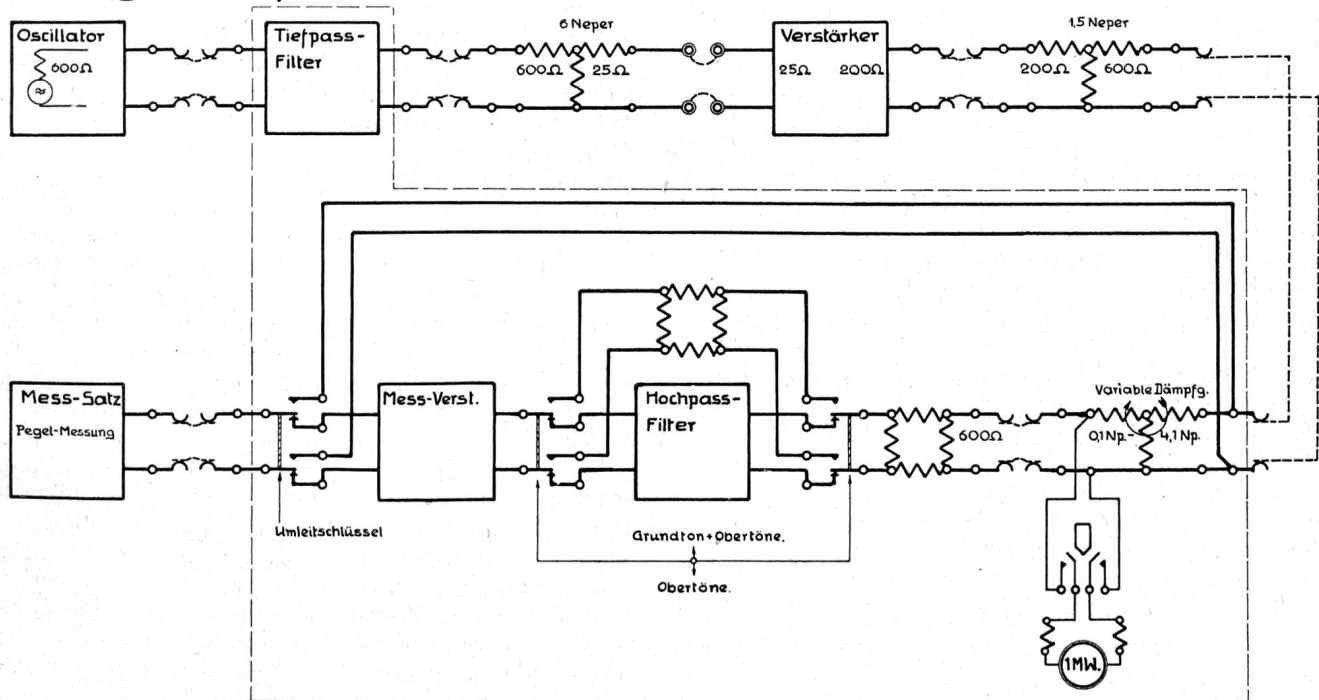 Oscillator
600Ω
Tiefpass-
Filter
6 Neper
600Ω 25Ω
Verstärker
25Ω 200Ω
1,5 Neper
200Ω 600Ω
Mess-Satz
Pegel-Messung
Umleitschlüssel
Mess-Verst.
Hochpass-
Filter
Grundton+Obertöne.
Obertöne.
600Ω
Variable Dämpfg.
0,1 Np.- 4,1 Np.
1MW.